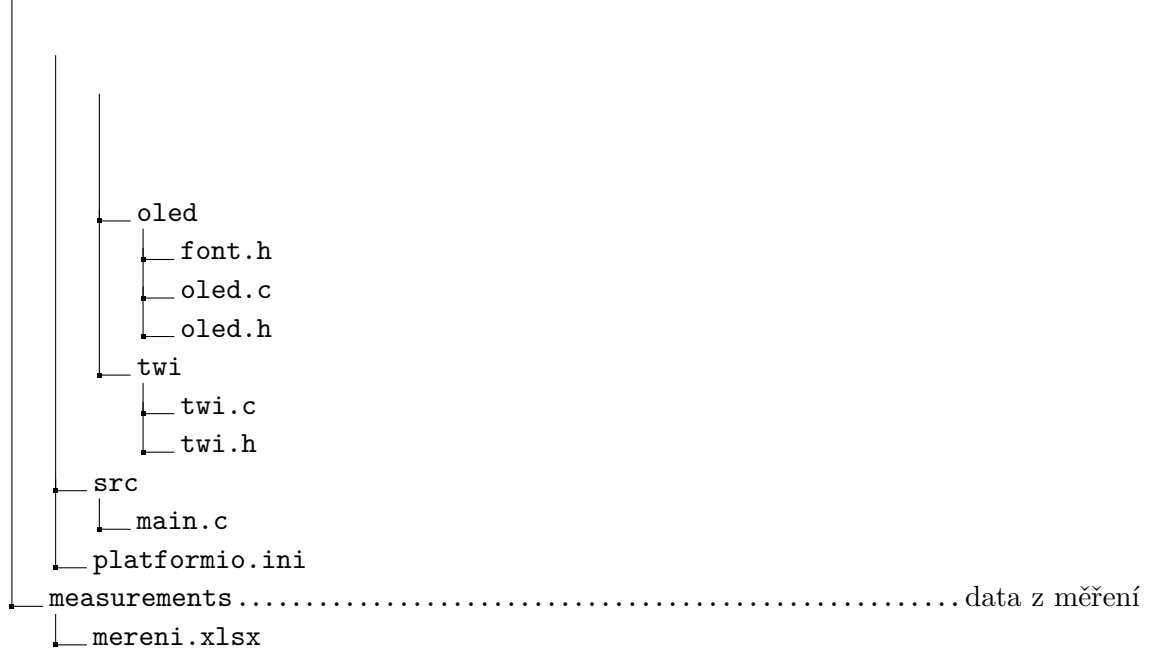 oled
font.h
oled.c
oled.h
twi
twi.c
twi.h
src
main.c
platformio.ini
measurements......................................................data z měření
mereni.xlsx